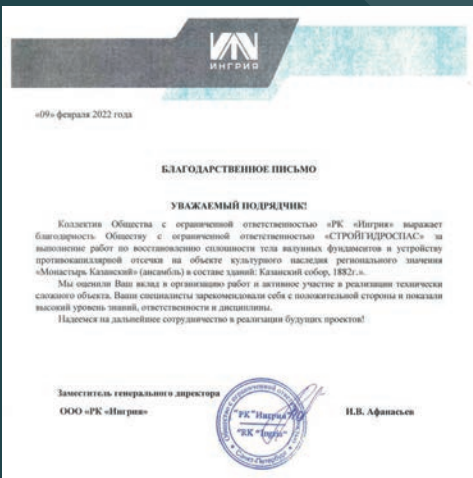 ИНГРИЯ
«09» февраля 2022 года
БЛАГОДАРСТВЕННОЕ ПИСЬМО
УВАЖАЕМЫЙ ПОДРЯДЧИК!
Коллектив Общества с ограниченной ответственностью «РК «Ингрия» выражает
благодарность Обществу с ограниченной ответственностью «СТРОЙГИДРОСПАС» за
выполнение работ по восстановлению сплошности тела валунных фундаментов и устройству
противокапиллярной отсечки на объекте культурного наследия регионального значения
«Монастырь Казанский» (ансамбль) в составе зданий: Казанский собор, 1882г.».
Мы оценили Ваш вклад в организацию работ и активное участие в реализации технически
сложного объекта. Ваши специалисты зарекомендовали себя с положительной стороны и показали
высокий уровень знаний, ответственности и дисциплины.
Надеемся на дальнейшее сотрудничество в реализации будущих проектов!
Заместитель генерального директора
ООО «РК «Ингрия»
И.В. Афанасьев
"РК "Ингрия"
Санкт-Петербург